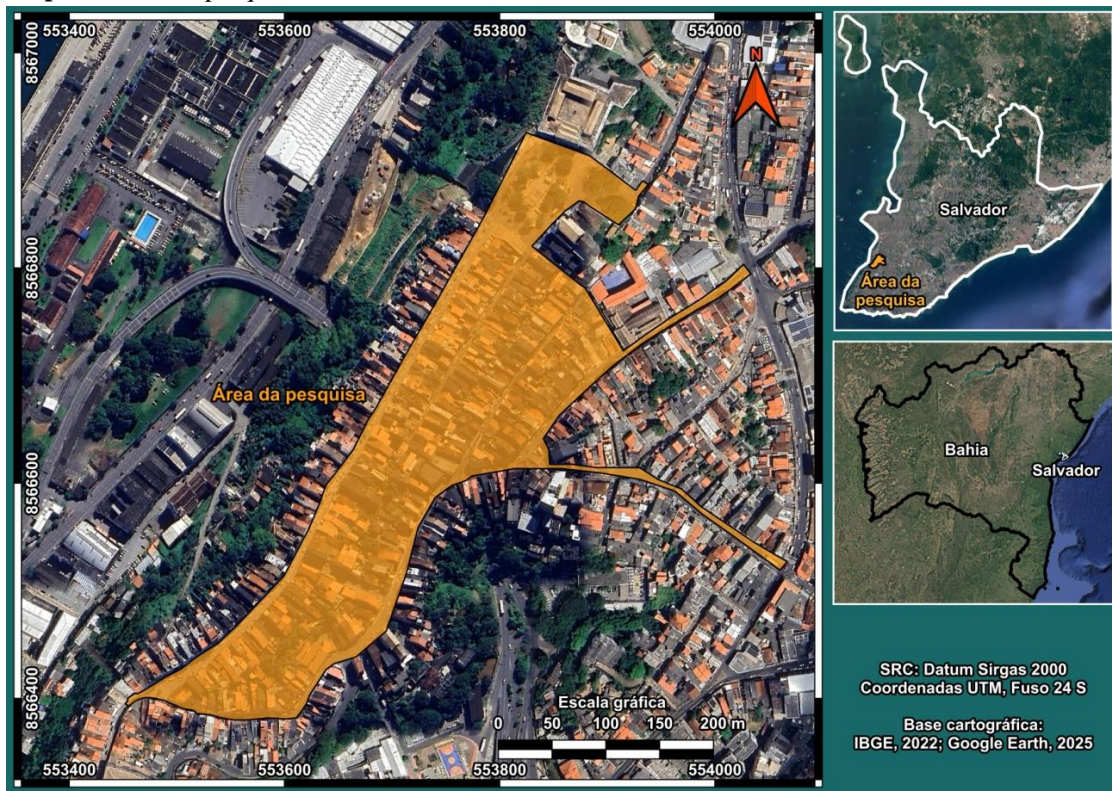 553400 553600 553800 554000
8567000
8566800
8566600
8566400
N
Área da pesquisa
Escala gráfica
0 50 100 150 200 m
553400 553600 553800 554000
Salvador
Área da
pesquisa
Bahia
Salvador
SRC: Datum Sirgas 2000
Coordenadas UTM, Fuso 24 S
Base cartográfica:
IBGE, 2022; Google Earth, 2025